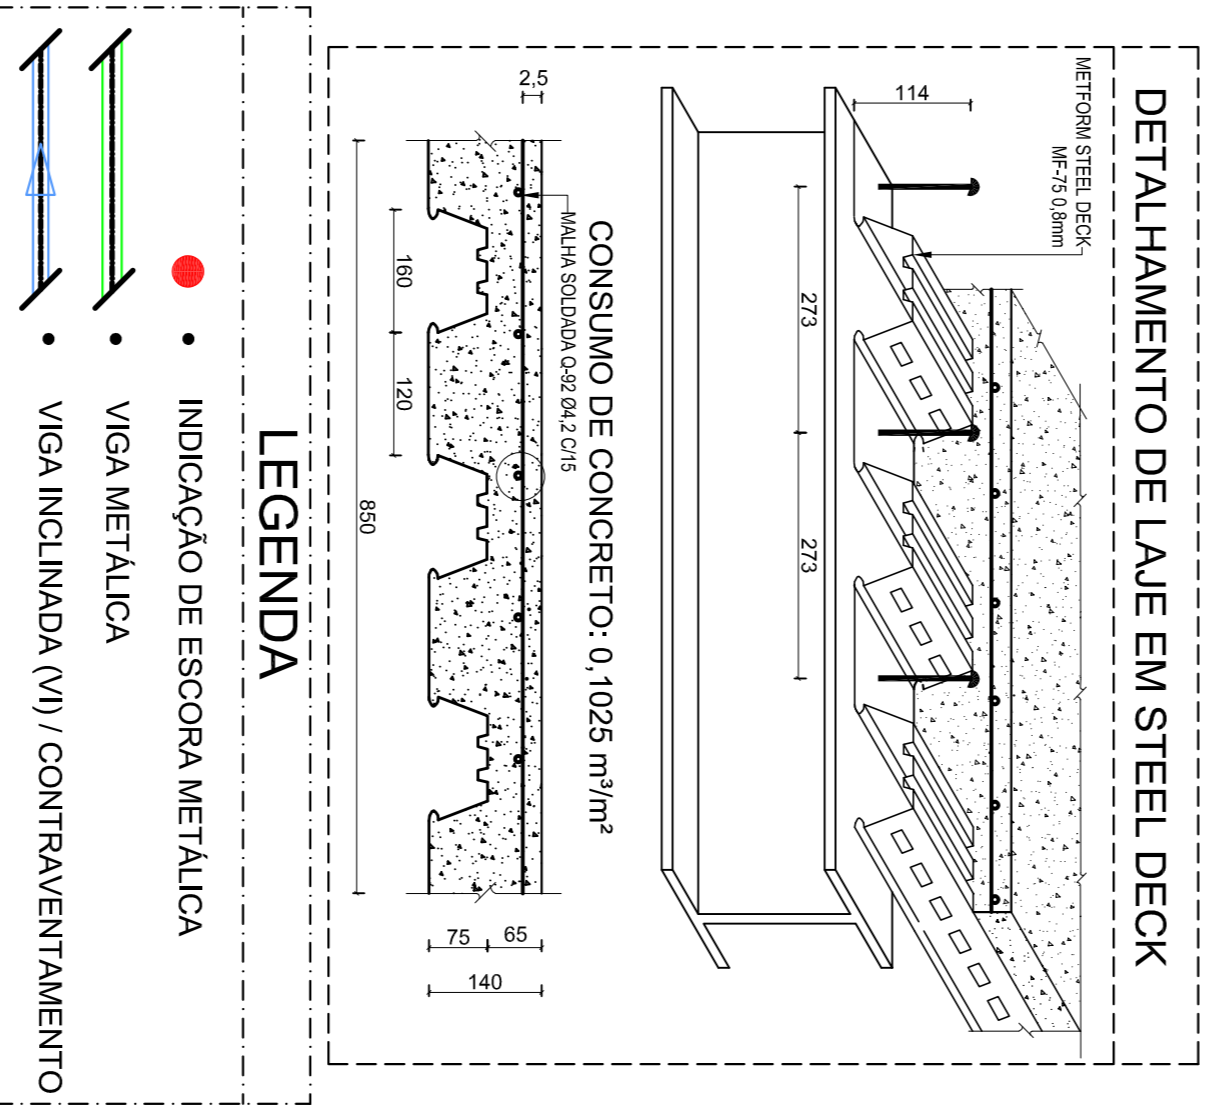 DETALHAMENTO DE LAJE EM STEEL DECK
METFORM STEEL DECK
MF-75 0,8mm
114
273
273
CONSUMO DE CONCRETO: 0,1025 m³/m²
MALHA SOLDADA Q-92 Ø4,2 C/15
2,5
160
120
850
65
75
140
LEGENDA
INDICAÇÃO DE ESCORA METÁLICA
VIGA METÁLICA
VIGA INCLINADA (VI) / CONTRAVENTAMENTO